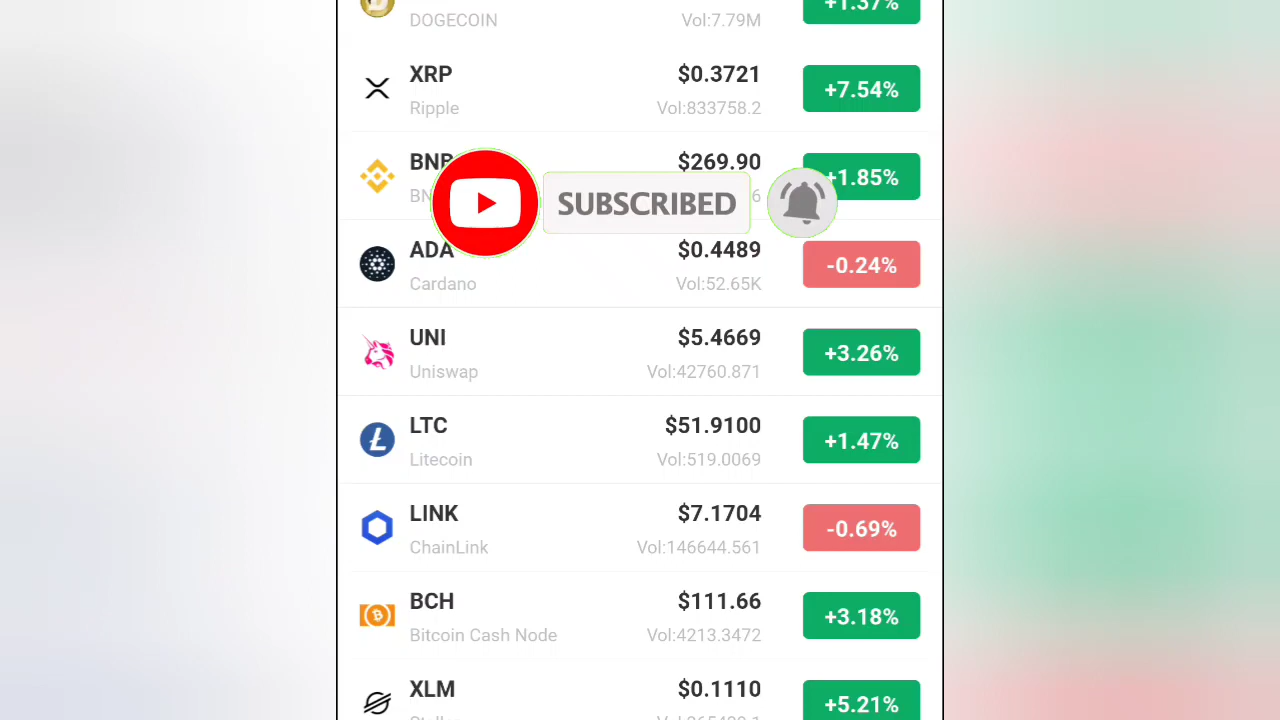 +1.37%
DOGECOIN Vol:7.79M
XRP $0.3721
+7.54%
Ripple Vol:833758.2
BNB $269.90
+1.85%
SUBSCRIBED
ADA $0.4489
-0.24%
Cardano Vol:52.65K
UNI $5.4669
+3.26%
Uniswap Vol:42760.871
LTC $51.9100
+1.47%
Litecoin Vol:519.0069
LINK $7.1704
-0.69%
ChainLink Vol:146644.561
BCH $111.66
+3.18%
Bitcoin Cash Node Vol:4213.3472
XLM $0.1110
+5.21%